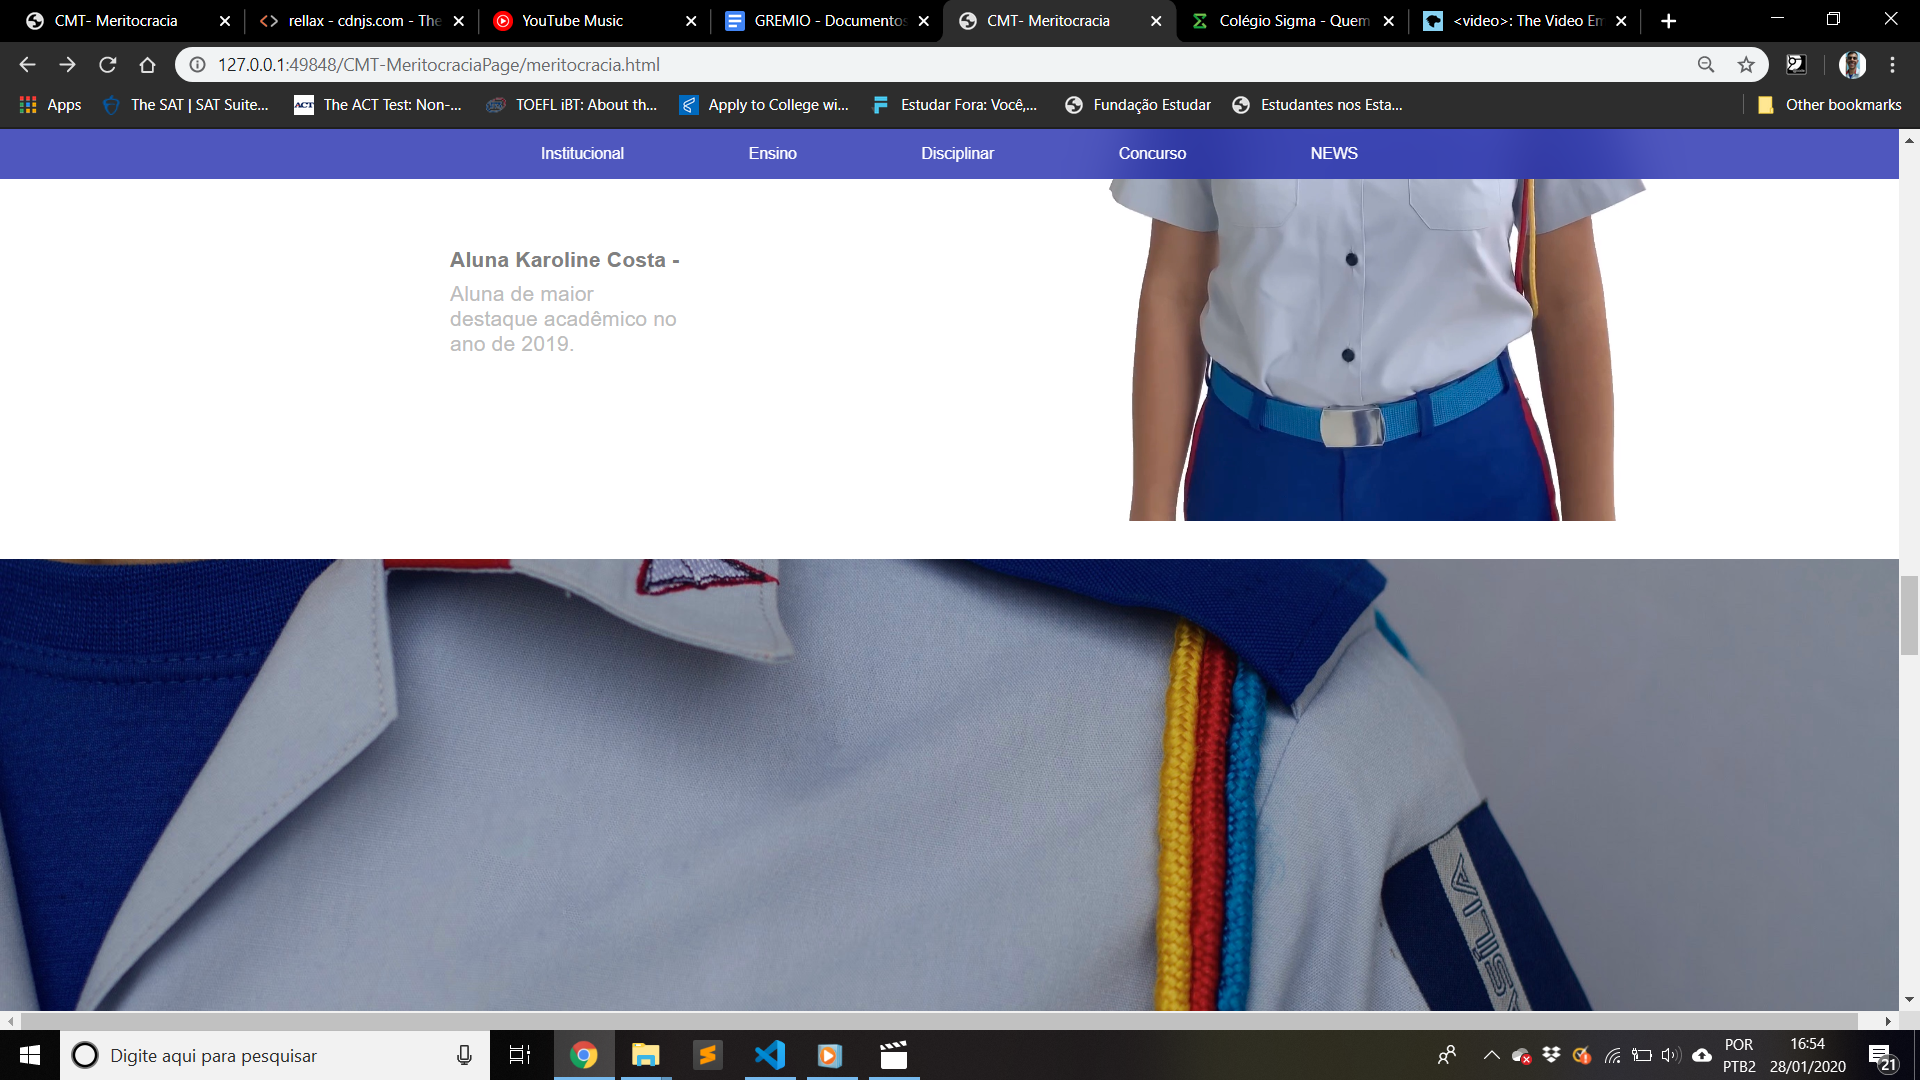 CMT- Meritocracia
rellax - cdnjs.com - The
YouTube Music
GREMIO - Documentos
CMT- Meritocracia
Colégio Sigma - Quem
<video>: The Video Em
127.0.0.1:49848/CMT-MeritocraciaPage/meritocracia.html
Apps
The SAT | SAT Suite...
ACT
The ACT Test: Non-...
TOEFL iBT: About th...
Apply to College wi...
Estudar Fora: Você,...
Fundação Estudar
Estudantes nos Esta...
Other bookmarks
Institucional
Ensino
Disciplinar
Concurso
NEWS
Aluna Karoline Costa -
Aluna de maior
destaque acadêmico no
ano de 2019.
Digite aqui para pesquisar
POR
PTB2
16:54
28/01/2020
21